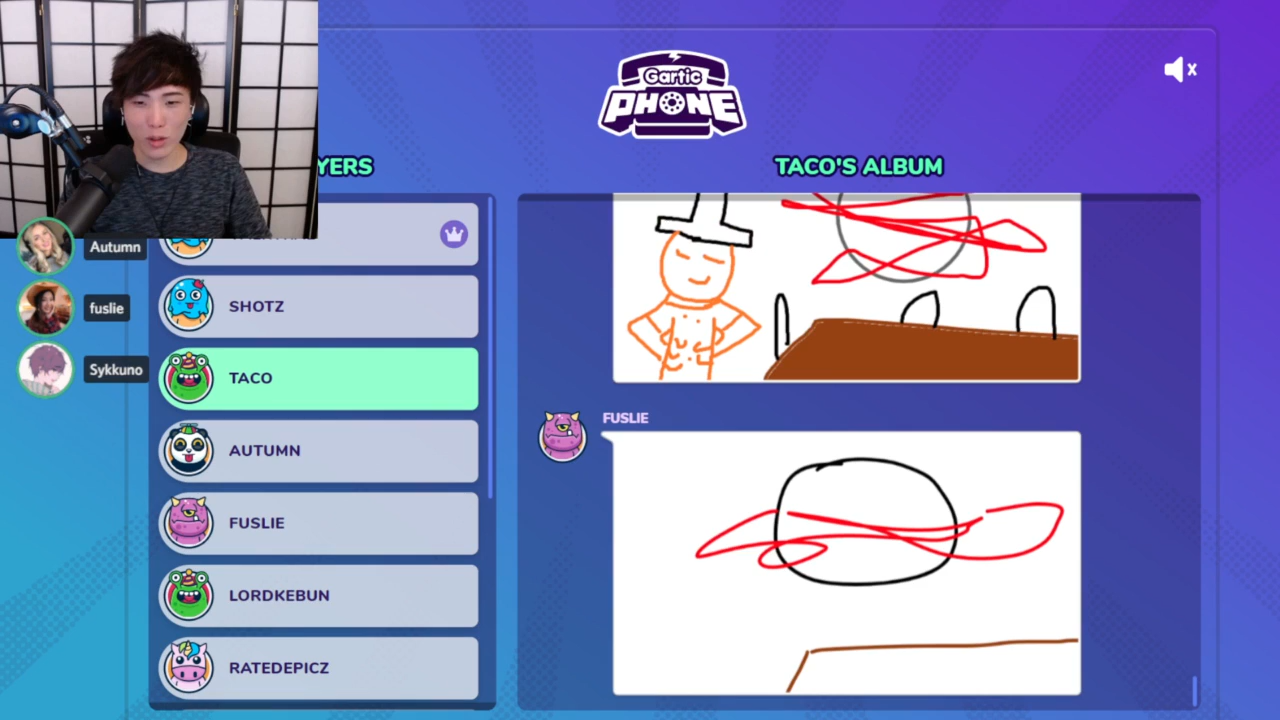 Gartic
PHONE
YERS
TACO'S ALBUM
Autumn
SHOTZ
fuslie
Sykkuno
TACO
FUSLIE
AUTUMN
FUSLIE
LORDKEBUN
RATEDEPICZ